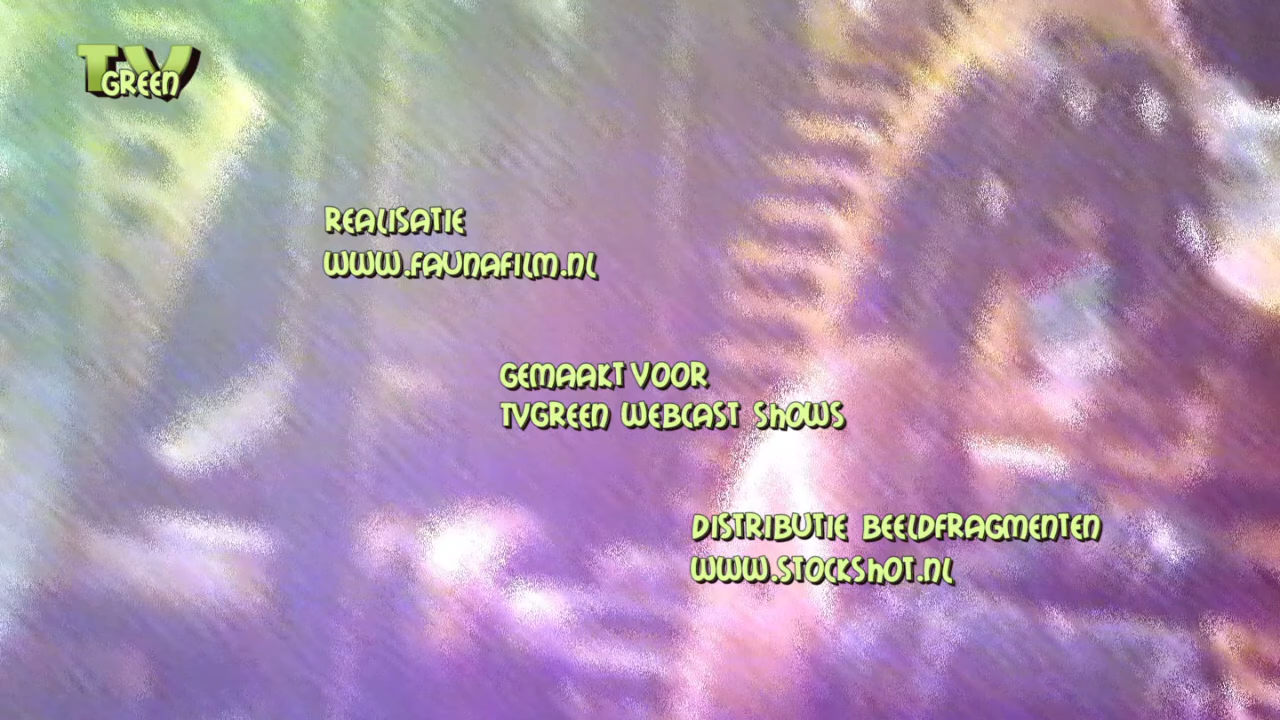 TV
GREEN
REALISATIE
WWW.FAUNAFILM.NL
GEMAAKT VOOR
TVGREEN WEBCAST SHOWS
DISTRIBUTIE BEELDFRAGMENTEN
WWW.STOCKSHOT.NL